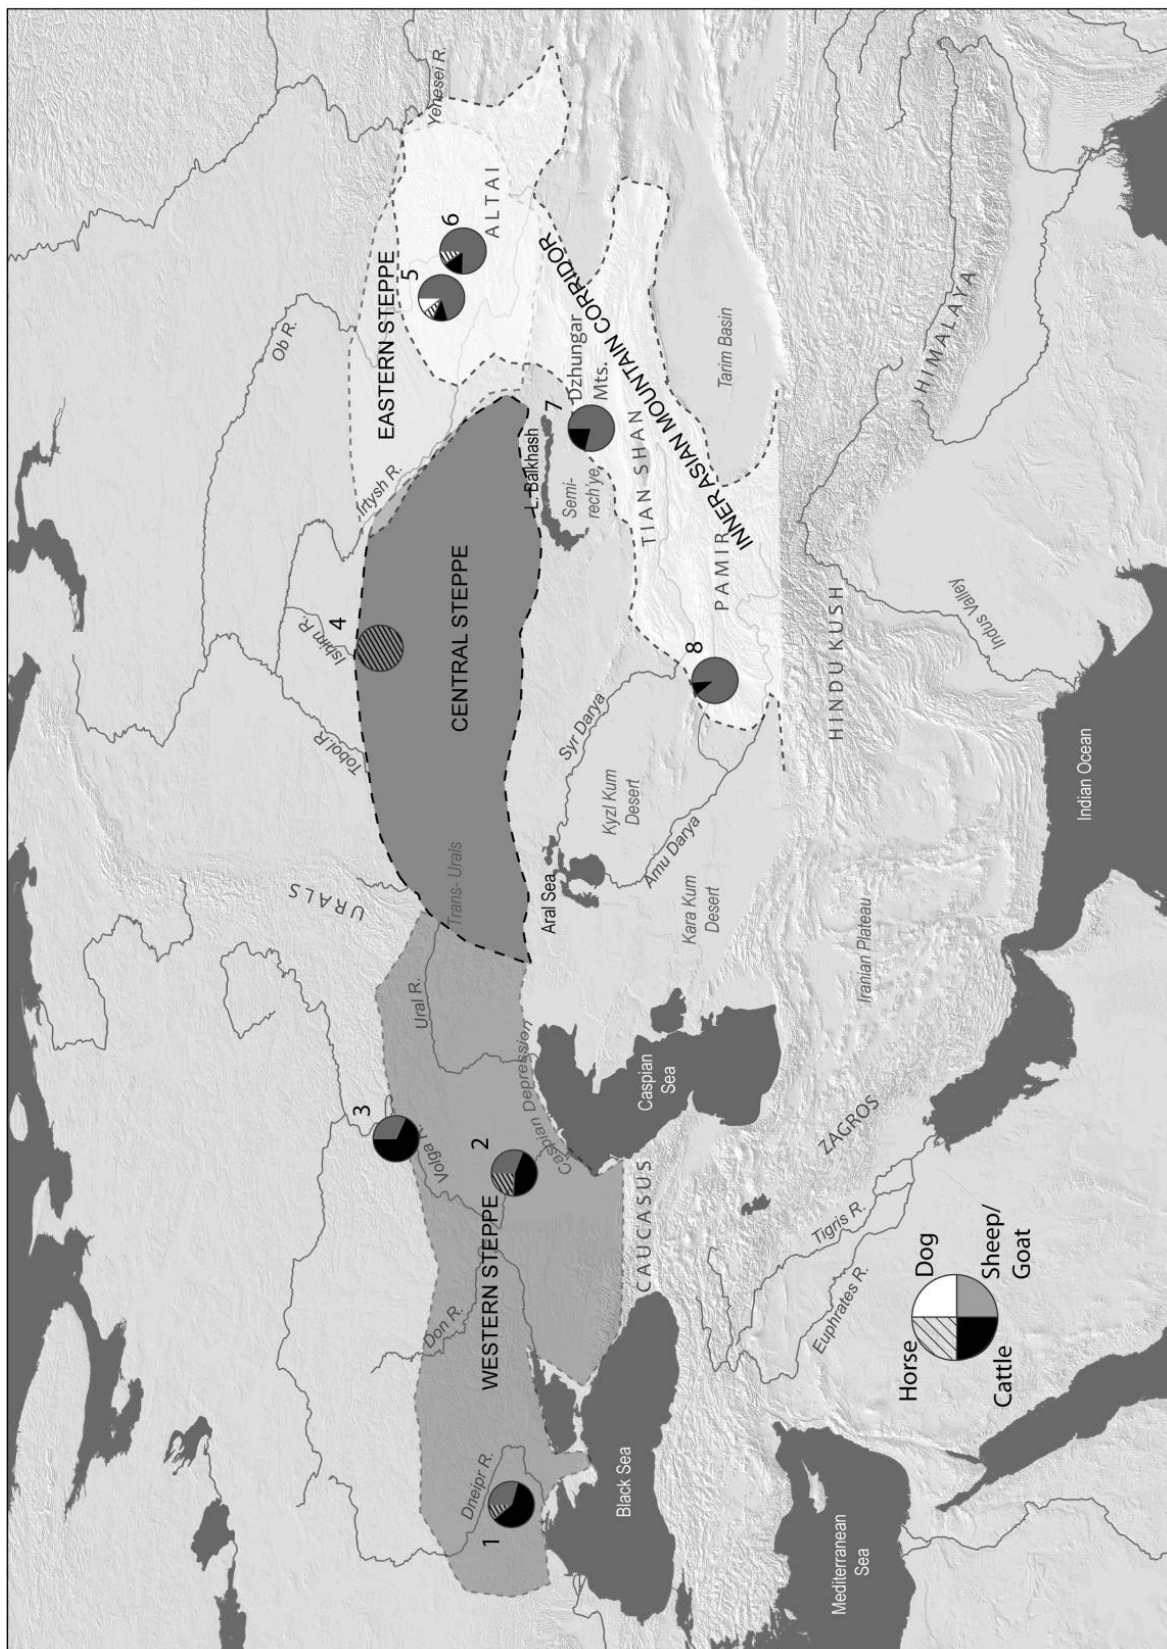 Ob R.
Yenesei R.
EASTERN STEPPE
5
6
ALTAI
Irtysh R.
4
Ishim R.
Tobol.R
URALS
Trans- Urals
CENTRAL STEPPE
L. Balkhash
7
Dzhungar
Mts.
Semi-
rech'ye
TIAN SHAN
INNER ASIAN MOUNTAIN CORRIDOR
Tarim Basin
PAMIR
8
Syr Darya
Kyzl Kum
Desert
Amu Darya
Aral Sea
Kara Kum
Desert
HINDU KUSH
HIMALAYA
Indus Valley
Indian Ocean
Iranian Plateau
Ural R.
3
Volga R.
2
Caspian Depression
Caspian
Sea
WESTERN STEPPE
Don R.
CAUCASUS
ZAGROS
Tigris R.
Euphrates R.
Dneipr R.
1
Black Sea
Mediterranean
Sea
Horse
Dog
Cattle
Sheep/
Goat